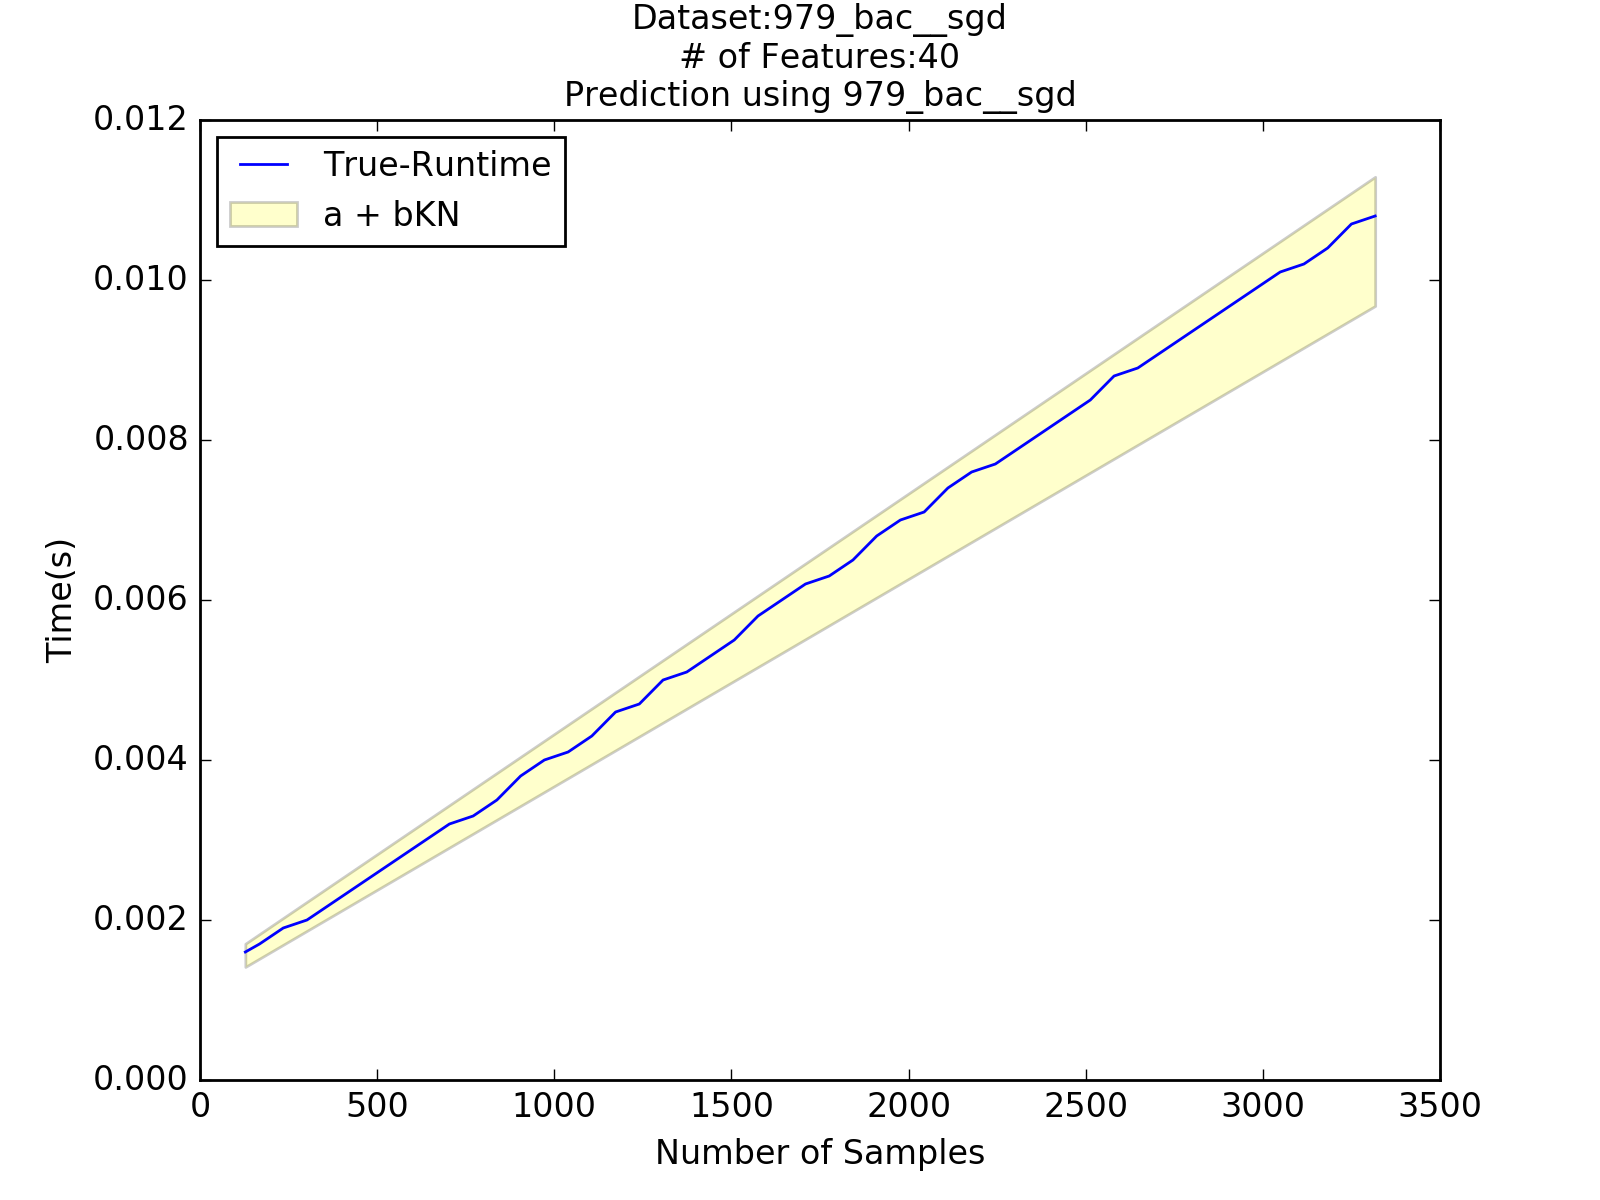 Dataset:979_bac__sgd
# of Features:40
Prediction using 979_bac__sgd
0.012
0.010
0.008
0.006
0.004
0.002
0.000
True-Runtime
a + bKN
Time(s)
0 500 1000 1500 2000 2500 3000 3500
Number of Samples